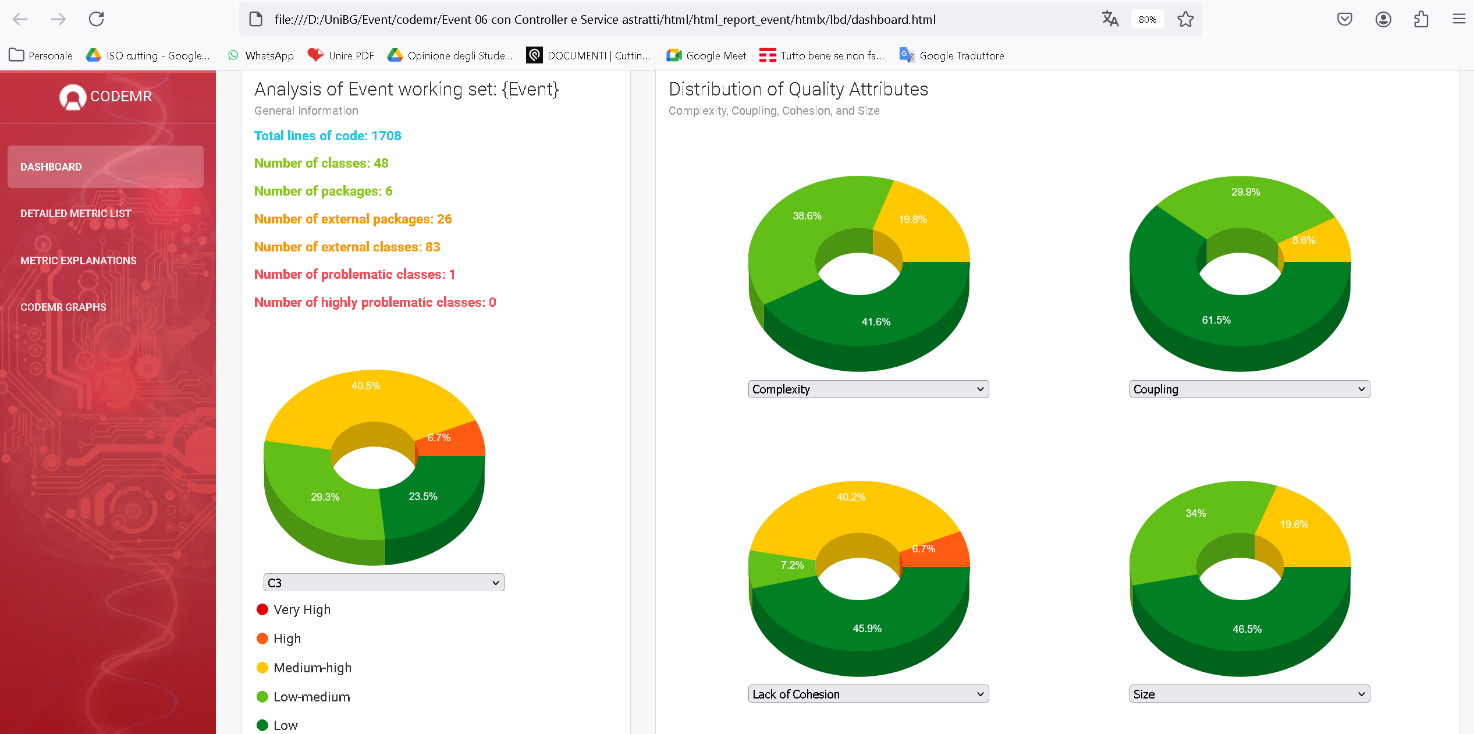 file:///D:/UniBG/Event/codemr/Event 06 con Controller e Service astratti/html/html_report_event/htmlx/lbd/dashboard.html
80%
Personale
ISO cutting - Google...
WhatsApp
Unire PDF
Opinione degli Stude...
DOCUMENTI | Cuttin...
Google Meet
Tutto bene se non fa...
Google Traduttore
CODEMR
DASHBOARD
DETAILED METRIC LIST
METRIC EXPLANATIONS
CODEMR GRAPHS
Analysis of Event working set: {Event}
General Information
Total lines of code: 1708
Number of classes: 48
Number of packages: 6
Number of external packages: 26
Number of external classes: 83
Number of problematic classes: 1
Number of highly problematic classes: 0
40.5%
6.7%
29.3%
23.5%
C3
Very High
High
Medium-high
Low-medium
Low
Distribution of Quality Attributes
Complexity, Coupling, Cohesion, and Size
38.6%
19.8%
41.6%
Complexity
29.9%
8.6%
61.5%
Coupling
40.2%
6.7%
7.2%
45.9%
Lack of Cohesion
34%
19.6%
46.5%
Size